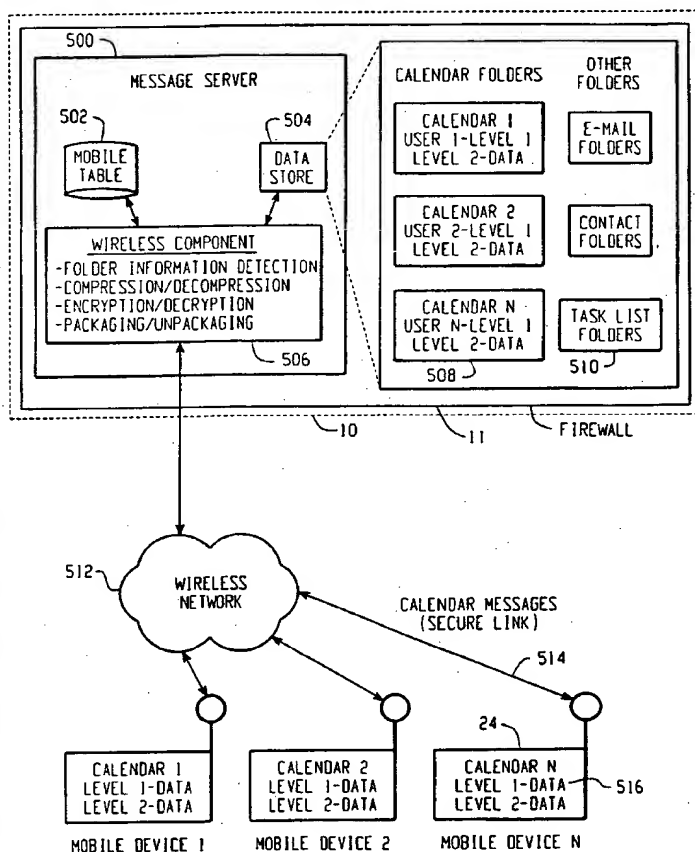 500
MESSAGE SERVER
502
504
MOBILE
TABLE
DATA
STORE
WIRELESS COMPONENT
-FOLDER INFORMATION DETECTION
-COMPRESSION/DECOMPRESSION
-ENCRYPTION/DECRYPTION
-PACKAGING/UNPACKAGING
506
CALENDAR FOLDERS
OTHER
FOLDERS
CALENDAR 1
USER 1-LEVEL 1
LEVEL 2-DATA
E-MAIL
FOLDERS
CALENDAR 2
USER 2-LEVEL 1
LEVEL 2-DATA
CONTACT
FOLDERS
CALENDAR N
USER N-LEVEL 1
LEVEL 2-DATA
TASK LIST
FOLDERS
508
510
10
11
FIREWALL
512
WIRELESS
NETWORK
CALENDAR MESSAGES
(SECURE LINK)
514
24
CALENDAR 1
LEVEL 1-DATA
LEVEL 2-DATA
CALENDAR 2
LEVEL 1-DATA
LEVEL 2-DATA
CALENDAR N
LEVEL 1-DATA
LEVEL 2-DATA
516
MOBILE DEVICE 1
MOBILE DEVICE 2
MOBILE DEVICE N